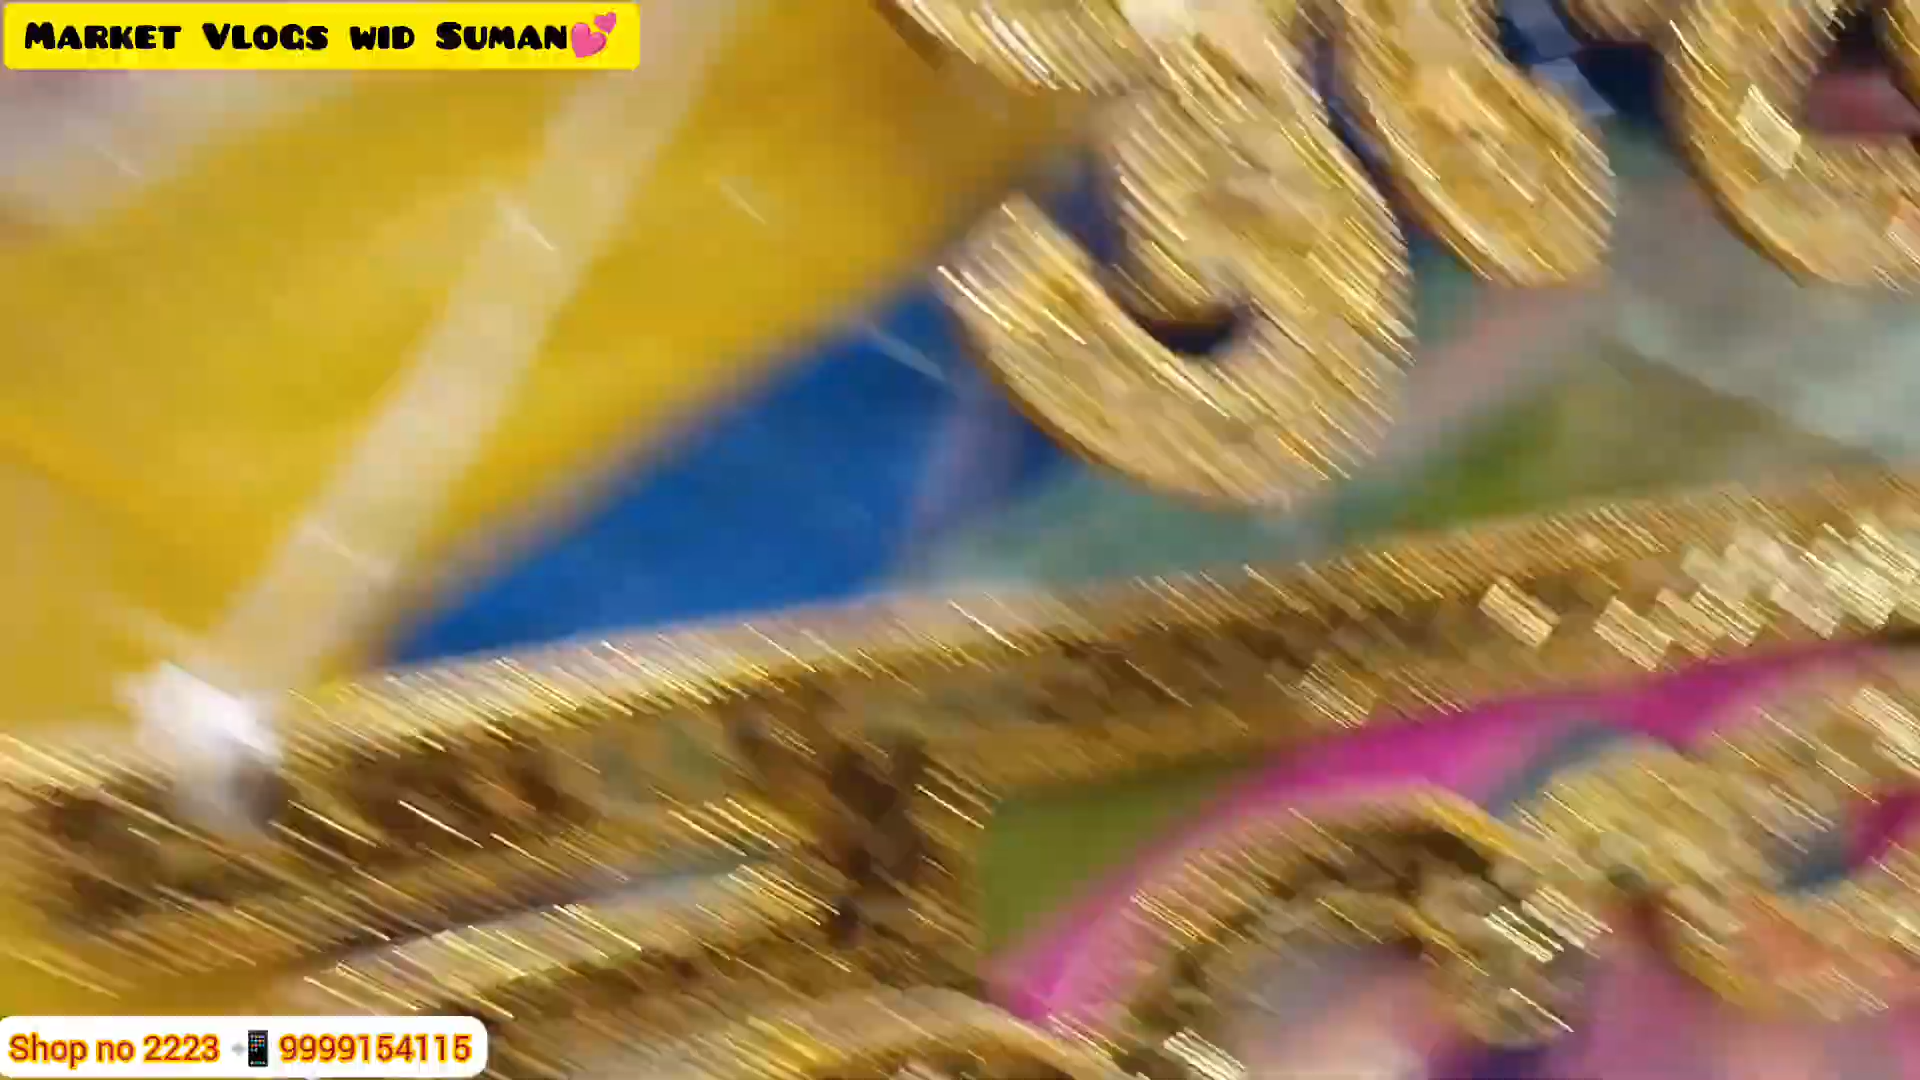 Market Vlogs wid Suman💕
Shop no 2223 📱 9999154115